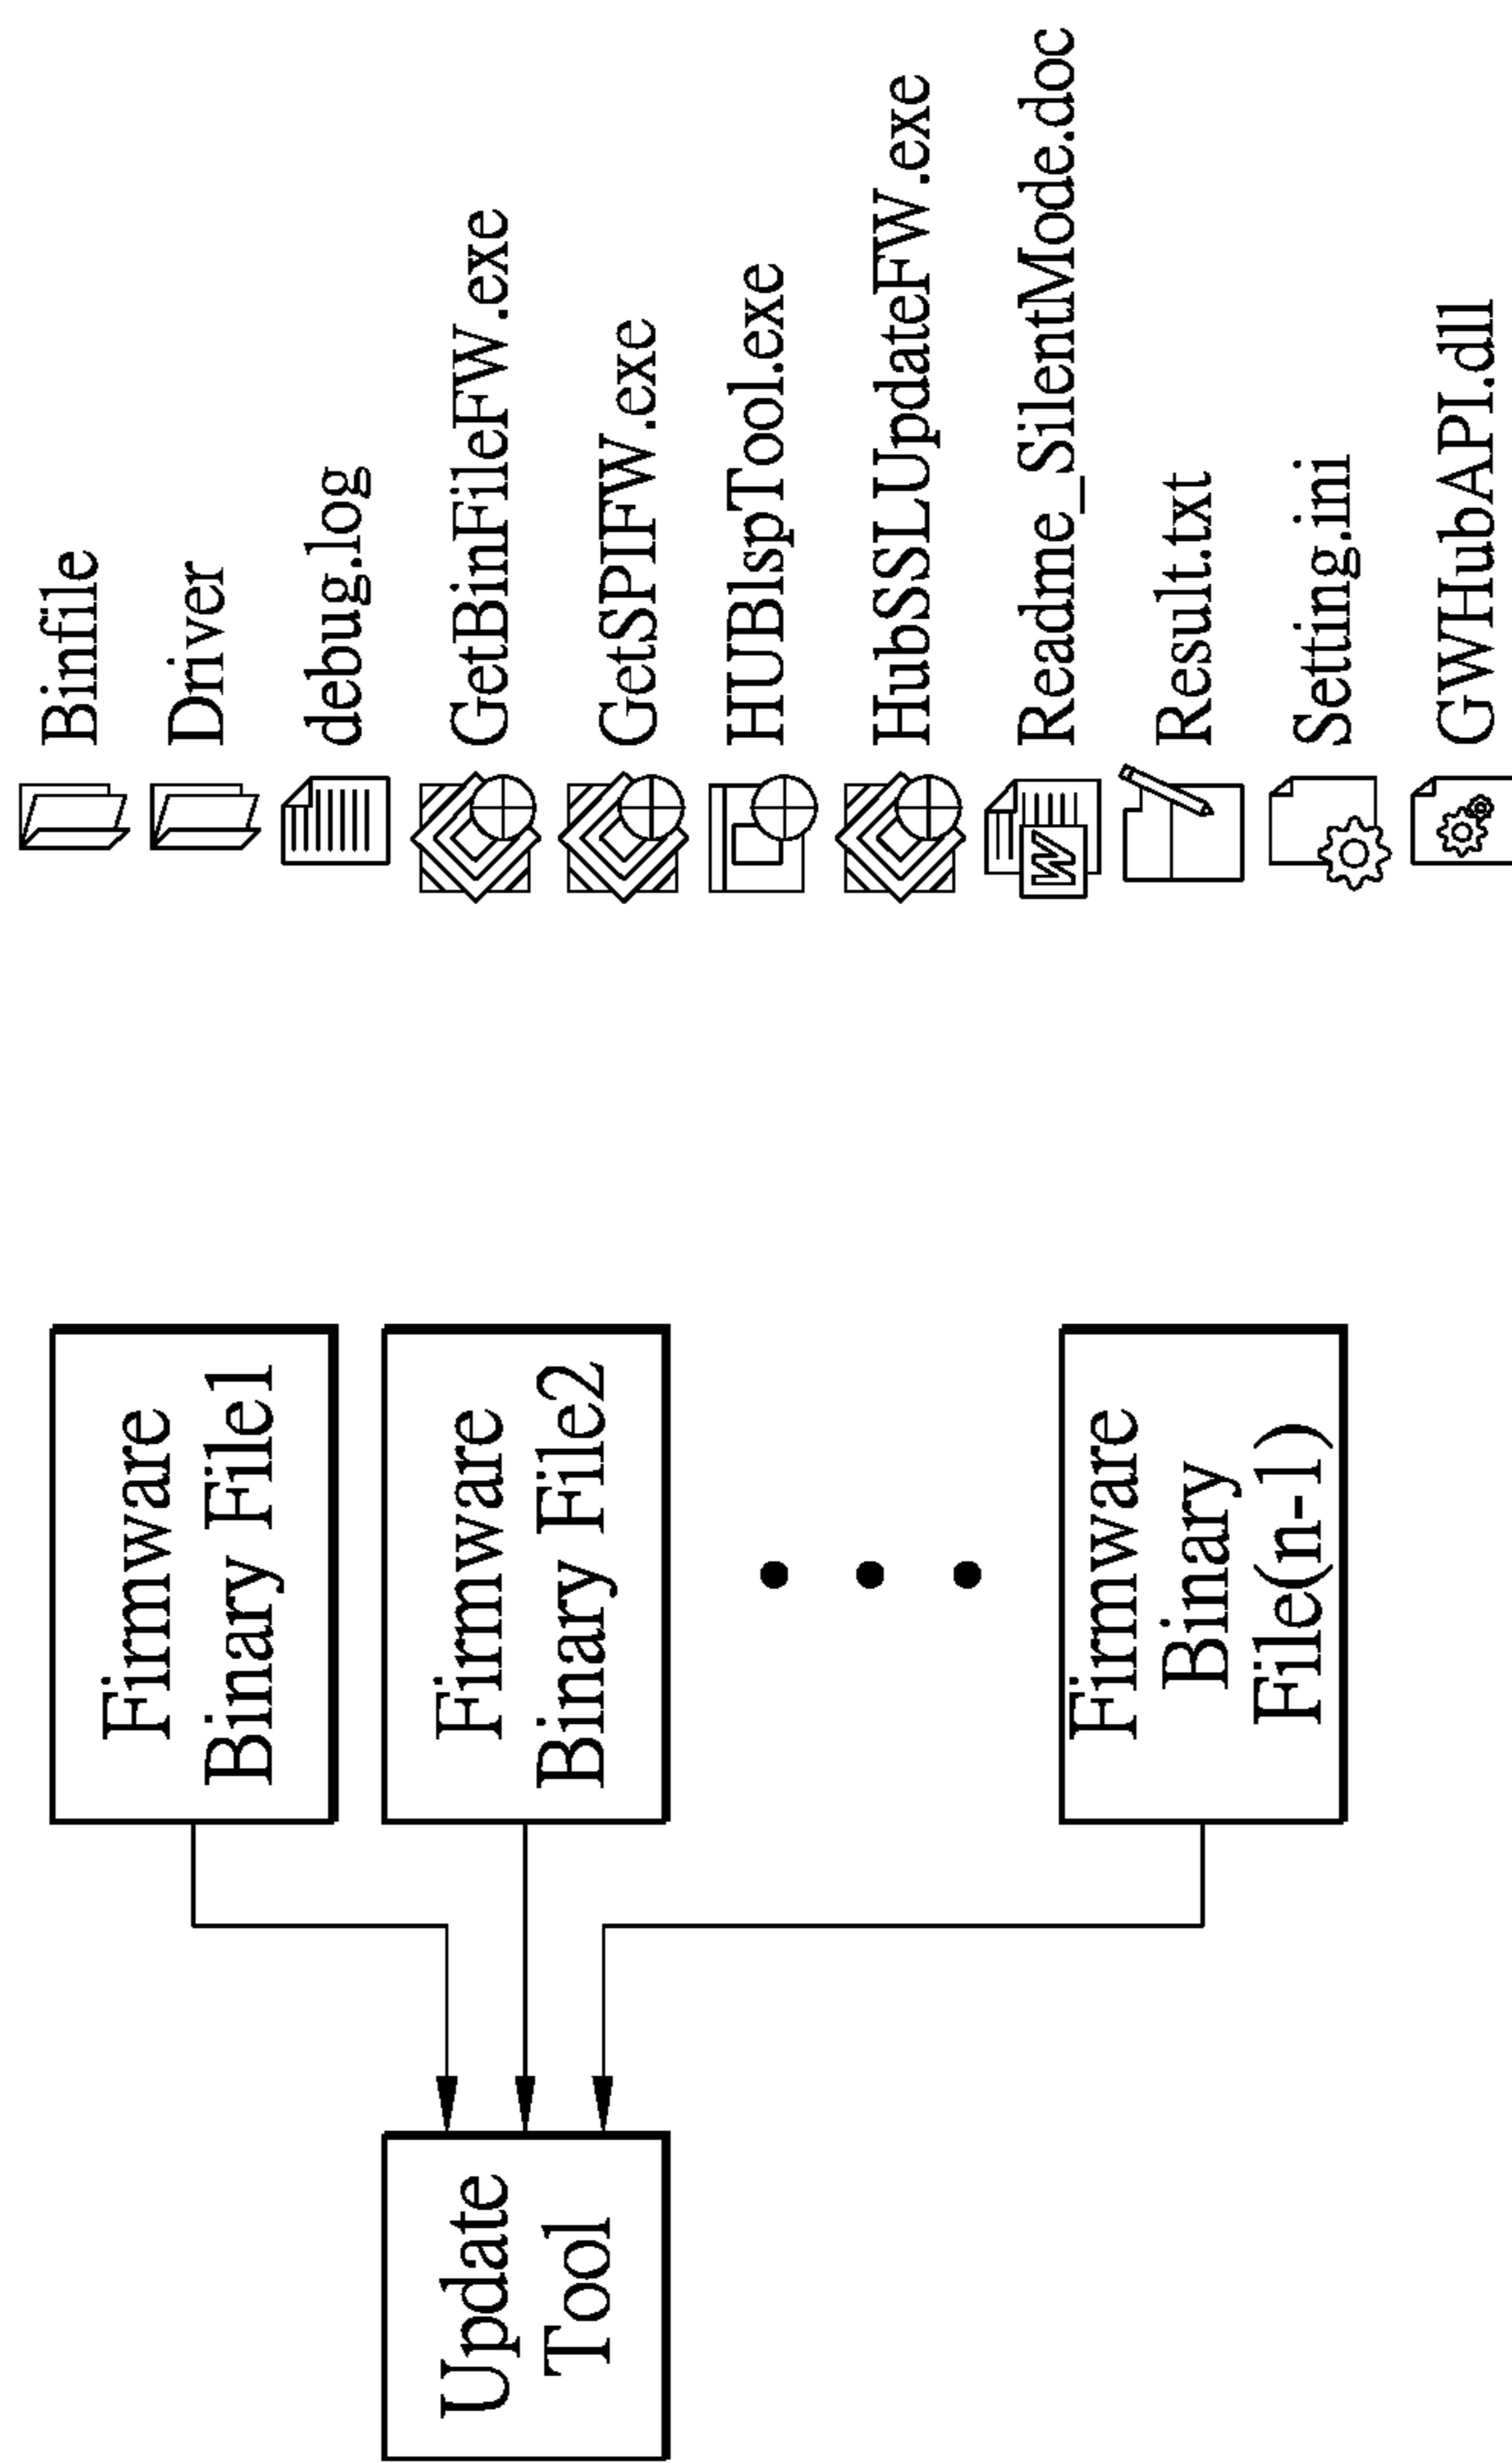 Update
Tool
Firmware
Binary File1
Firmware
Binary File2
Firmware
Binary
File(n-1)
Binfile
Driver
debug.log
GetBinFileFW.exe
GetSPIFW.exe
HUBlspTool.exe
HubSSLUpdateFW.exe
Readme_SilentMode.doc
Result.txt
Setting.ini
GWHubAPI.dll